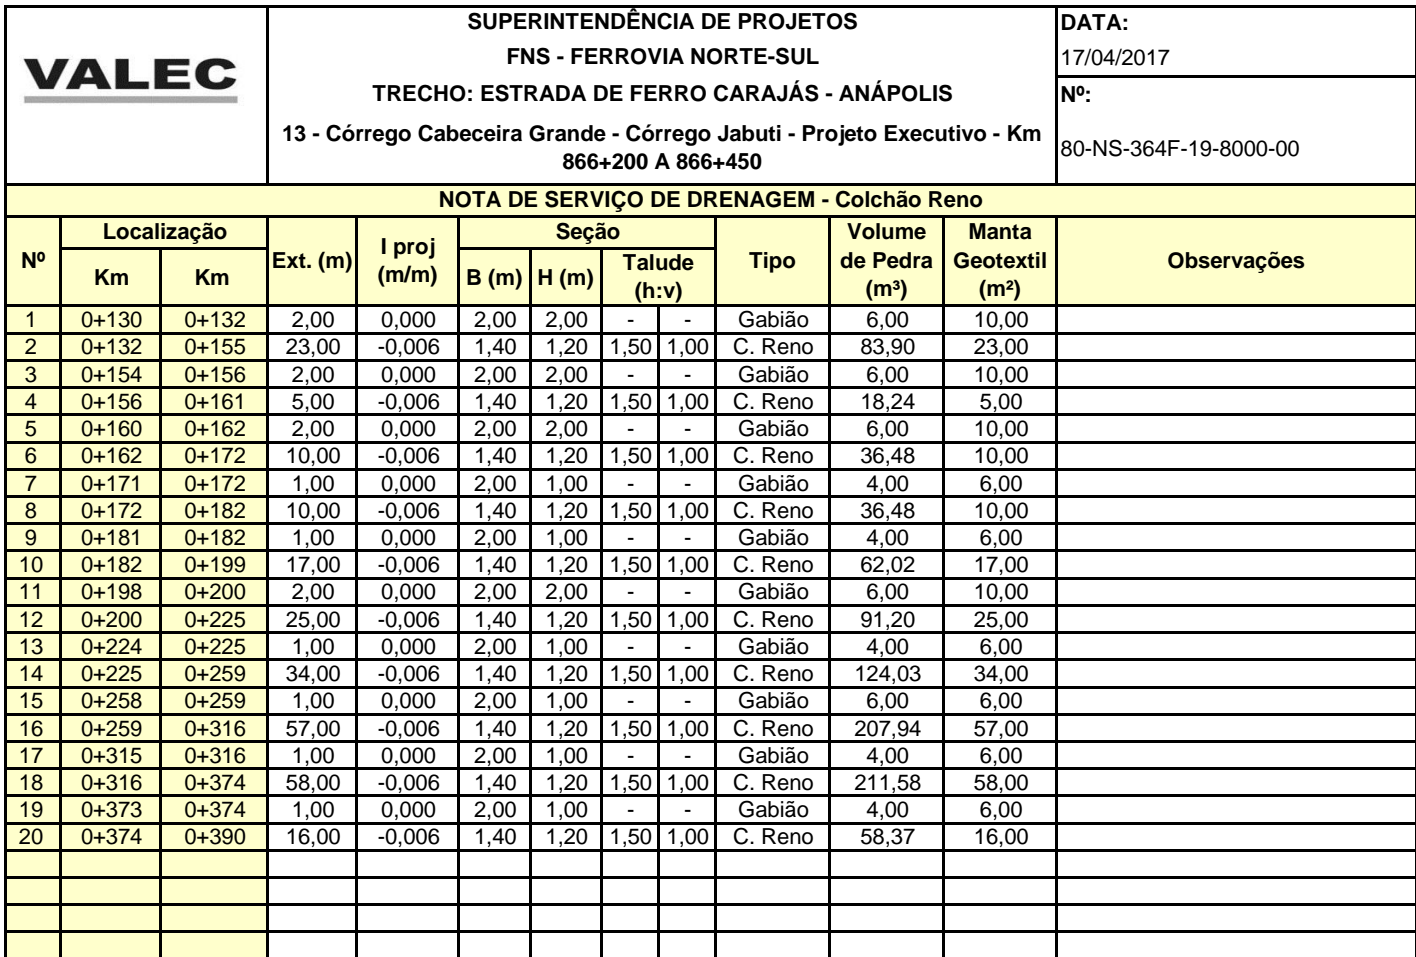 VALEC
SUPERINTENDÊNCIA DE PROJETOS
FNS - FERROVIA NORTE-SUL
TRECHO: ESTRADA DE FERRO CARAJÁS - ANÁPOLIS
13 - Córrego Cabeceira Grande - Córrego Jabuti - Projeto Executivo - Km
866+200 A 866+450
DATA:
17/04/2017
Nº:
80-NS-364F-19-8000-00
NOTA DE SERVIÇO DE DRENAGEM - Colchão Reno
Nº Localização Ext. (m) I proj (m/m) Seção Tipo Volume de Pedra (m³) Manta Geotextil (m²) Observações
Km Km B (m) H (m) Talude (h:v)
1 0+130 0+132 2,00 0,000 2,00 2,00 - - Gabião 6,00 10,00
2 0+132 0+155 23,00 -0,006 1,40 1,20 1,50 1,00 C. Reno 83,90 23,00
3 0+154 0+156 2,00 0,000 2,00 2,00 - - Gabião 6,00 10,00
4 0+156 0+161 5,00 -0,006 1,40 1,20 1,50 1,00 C. Reno 18,24 5,00
5 0+160 0+162 2,00 0,000 2,00 2,00 - - Gabião 6,00 10,00
6 0+162 0+172 10,00 -0,006 1,40 1,20 1,50 1,00 C. Reno 36,48 10,00
7 0+171 0+172 1,00 0,000 2,00 1,00 - - Gabião 4,00 6,00
8 0+172 0+182 10,00 -0,006 1,40 1,20 1,50 1,00 C. Reno 36,48 10,00
9 0+181 0+182 1,00 0,000 2,00 1,00 - - Gabião 4,00 6,00
10 0+182 0+199 17,00 -0,006 1,40 1,20 1,50 1,00 C. Reno 62,02 17,00
11 0+198 0+200 2,00 0,000 2,00 2,00 - - Gabião 6,00 10,00
12 0+200 0+225 25,00 -0,006 1,40 1,20 1,50 1,00 C. Reno 91,20 25,00
13 0+224 0+225 1,00 0,000 2,00 1,00 - - Gabião 4,00 6,00
14 0+225 0+259 34,00 -0,006 1,40 1,20 1,50 1,00 C. Reno 124,03 34,00
15 0+258 0+259 1,00 0,000 2,00 1,00 - - Gabião 6,00 6,00
16 0+259 0+316 57,00 -0,006 1,40 1,20 1,50 1,00 C. Reno 207,94 57,00
17 0+315 0+316 1,00 0,000 2,00 1,00 - - Gabião 4,00 6,00
18 0+316 0+374 58,00 -0,006 1,40 1,20 1,50 1,00 C. Reno 211,58 58,00
19 0+373 0+374 1,00 0,000 2,00 1,00 - - Gabião 4,00 6,00
20 0+374 0+390 16,00 -0,006 1,40 1,20 1,50 1,00 C. Reno 58,37 16,00